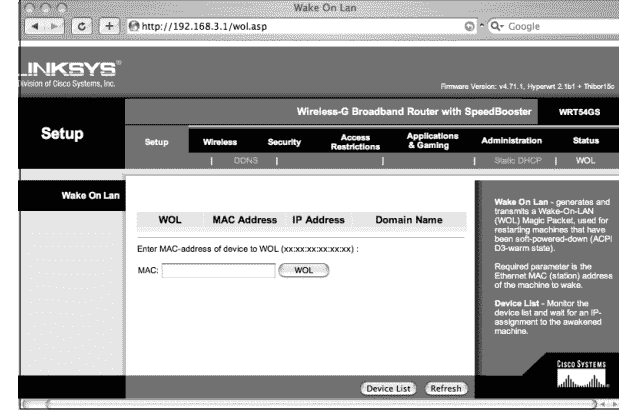 Wake On Lan
http://192.168.3.1/wol.asp
Google
LINKSYS®
Division of Cisco Systems, Inc.
Firmware Version: v4.71.1, Hyperwrt 2.1b1 + Thibor15c
Wireless-G Broadband Router with SpeedBooster WRT54GS
Setup
Setup Wireless Security Access Restrictions Applications & Gaming Administration Status
| DDNS | | | Static DHCP | WOL
Wake On Lan
WOL MAC Address IP Address Domain Name
Enter MAC-address of device to WOL (xx:xx:xx:xx:xx:xx) :
MAC: WOL
Device List Refresh
Wake On Lan - generates and
transmits a Wake-On-LAN
(WOL) Magic Packet, used for
restarting machines that have
been soft-powered-down (ACPI
D3-warm state).
Required parameter is the
Ethernet MAC (station) address
of the machine to wake.
Device List - Monitor the
device list and wait for an IP-
assignment to the awakened
machine.
CISCO SYSTEMS